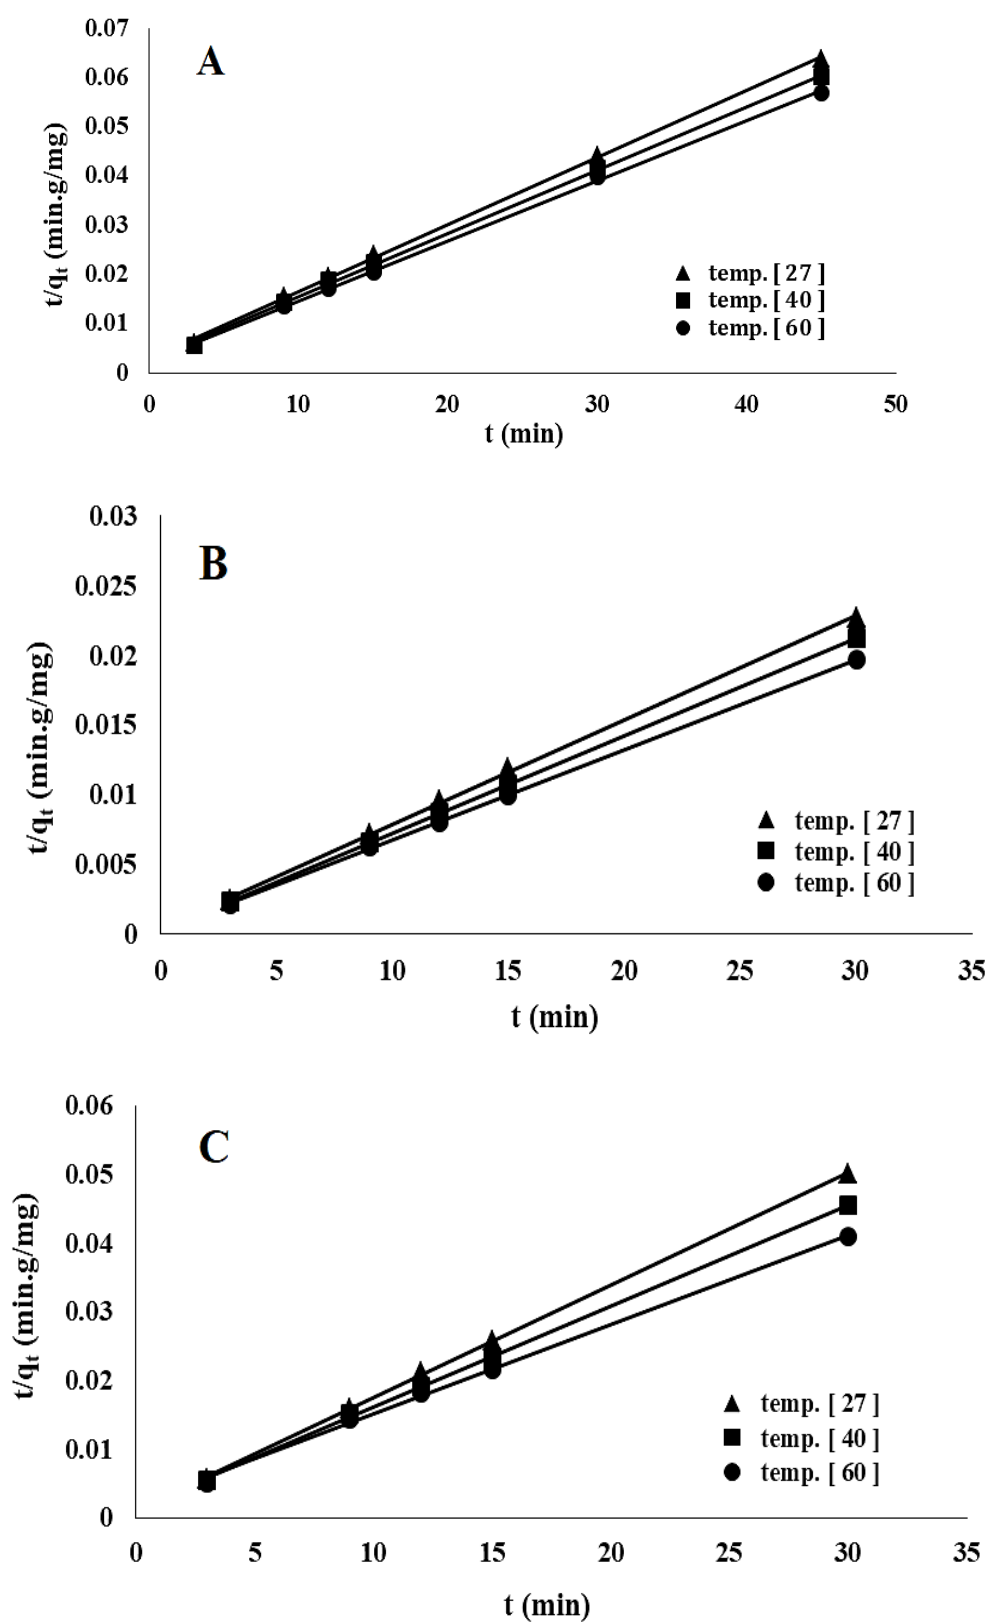 A
0.07
0.06
0.05
0.04
0.03
0.02
0.01
0
t/qt (min.g/mg)
temp. [ 27 ]
temp. [ 40 ]
temp. [ 60 ]
0 10 20 30 40 50
t (min)
B
0.03
0.025
0.02
0.015
0.01
0.005
0
t/qt (min.g/mg)
temp. [ 27 ]
temp. [ 40 ]
temp. [ 60 ]
0 5 10 15 20 25 30 35
t (min)
C
0.06
0.05
0.04
0.03
0.02
0.01
0
t/qt (min.g/mg)
temp. [ 27 ]
temp. [ 40 ]
temp. [ 60 ]
0 5 10 15 20 25 30 35
t (min)